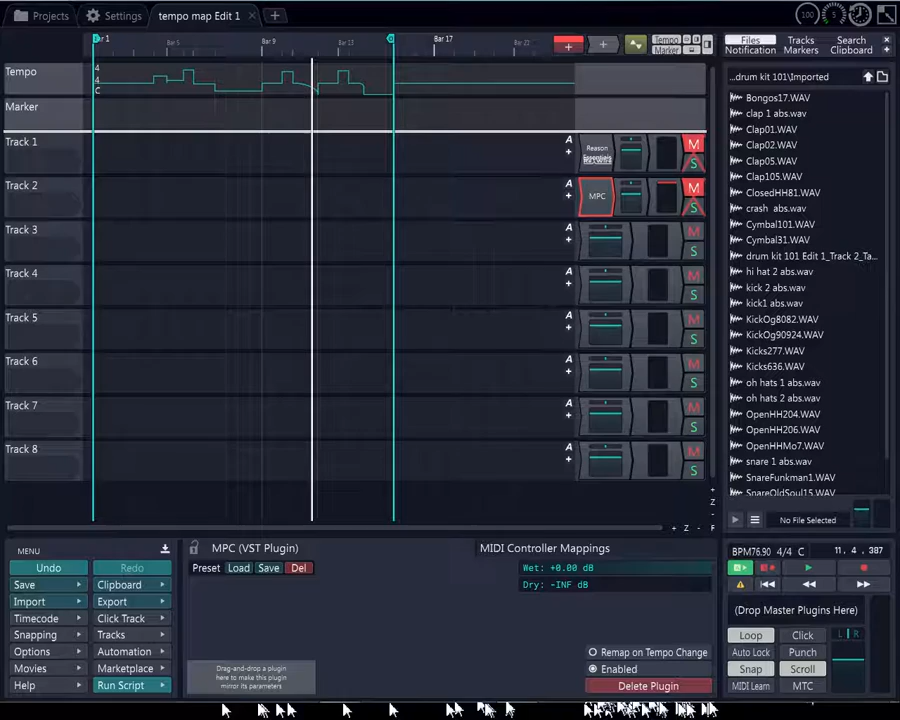 Projects
Settings
tempo map Edit 1
100
5
Bar 1
Bar 5
Bar 9
Bar 13
Bar 17
Bar 21
Tempo
Marker
Tempo
4
4
C
Marker
Track 1
A
Reason
Essentials
M
S
Track 2
A
MPC
M
S
Track 3
A
M
S
Track 4
A
M
S
Track 5
A
M
S
Track 6
A
M
S
Track 7
A
M
S
Track 8
A
M
S
+
Z
-
+ Z - F
Files
Tracks
Search
Notification
Markers
Clipboard
...drum kit 101\Imported
Bongos17.WAV
clap 1 abs.wav
Clap01.WAV
Clap02.WAV
Clap05.WAV
Clap105.WAV
ClosedHH81.WAV
crash abs.wav
Cymbal101.WAV
Cymbal31.WAV
drum kit 101 Edit 1_Track 2_Ta...
hi hat 2 abs.wav
kick 2 abs.wav
kick1 abs.wav
KickOg8082.WAV
KickOg90924.WAV
Kicks277.WAV
Kicks636.WAV
oh hats 1 abs.wav
oh hats 2 abs.wav
OpenHH204.WAV
OpenHH206.WAV
OpenHHMo7.WAV
snare 1 abs.wav
SnareFunkman1.WAV
SnareOldSoul15.WAV
No File Selected
MENU
Undo
Redo
Save
Clipboard
Import
Export
Timecode
Click Track
Snapping
Tracks
Options
Automation
Movies
Marketplace
Help
Run Script
MPC (VST Plugin)
Preset
Load
Save
Del
Drag-and-drop a plugin
here to make this plugin
mirror its parameters
MIDI Controller Mappings
Wet: +0.00 dB
Dry: -INF dB
Remap on Tempo Change
Enabled
Delete Plugin
BPM76.90 4/4 C
11. 4 . 387
(Drop Master Plugins Here)
Loop
Click
Auto Lock
Punch
Snap
Scroll
MIDI Learn
MTC
L
R